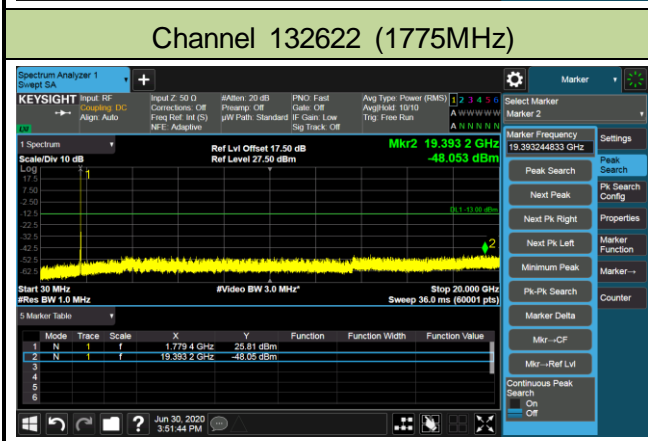 Channel 132622 (1775MHz)
Spectrum Analyzer 1
Swept SA
+
Marker
KEYSIGHT
Input: RF
Coupling: DC
Align: Auto
Input Z: 50 Ω
Corrections: Off
Freq Ref: Int (S)
NFE: Adaptive
#Atten: 20 dB
Preamp: Off
µW Path: Standard
PNO: Fast
Gate: Off
IF Gain: Low
Sig Track: Off
Avg Type: Power (RMS)
Avg|Hold: 10/10
Trig: Free Run
1 2 3 4 5 6
A W W W W W
A N N N N N
LXI
1 Spectrum
Scale/Div 10 dB
Ref Lvl Offset 17.50 dB
Ref Level 27.50 dBm
Mkr2 19.393 2 GHz
-48.053 dBm
Log
17.5
7.50
-2.50
-12.5
-22.5
-32.5
-42.5
-52.5
-62.5
1
DL1 -13.00 dBm
2
Start 30 MHz
#Res BW 1.0 MHz
#Video BW 3.0 MHz*
Stop 20.000 GHz
Sweep 36.0 ms (60001 pts)
5 Marker Table
Mode Trace Scale X Y Function Function Width Function Value
1 N 1 f 1.779 4 GHz 25.81 dBm
2 N 1 f 19.393 2 GHz -48.05 dBm
3
4
5
6
Select Marker
Marker 2
Marker Frequency
19.393244833 GHz
Peak Search
Next Peak
Next Pk Right
Next Pk Left
Minimum Peak
Pk-Pk Search
Marker Delta
Mkr→CF
Mkr→Ref Lvl
Continuous Peak
Search
On
Off
Settings
Peak
Search
Pk Search
Config
Properties
Marker
Function
Marker→
Counter
?
Jun 30, 2020
3:51:44 PM